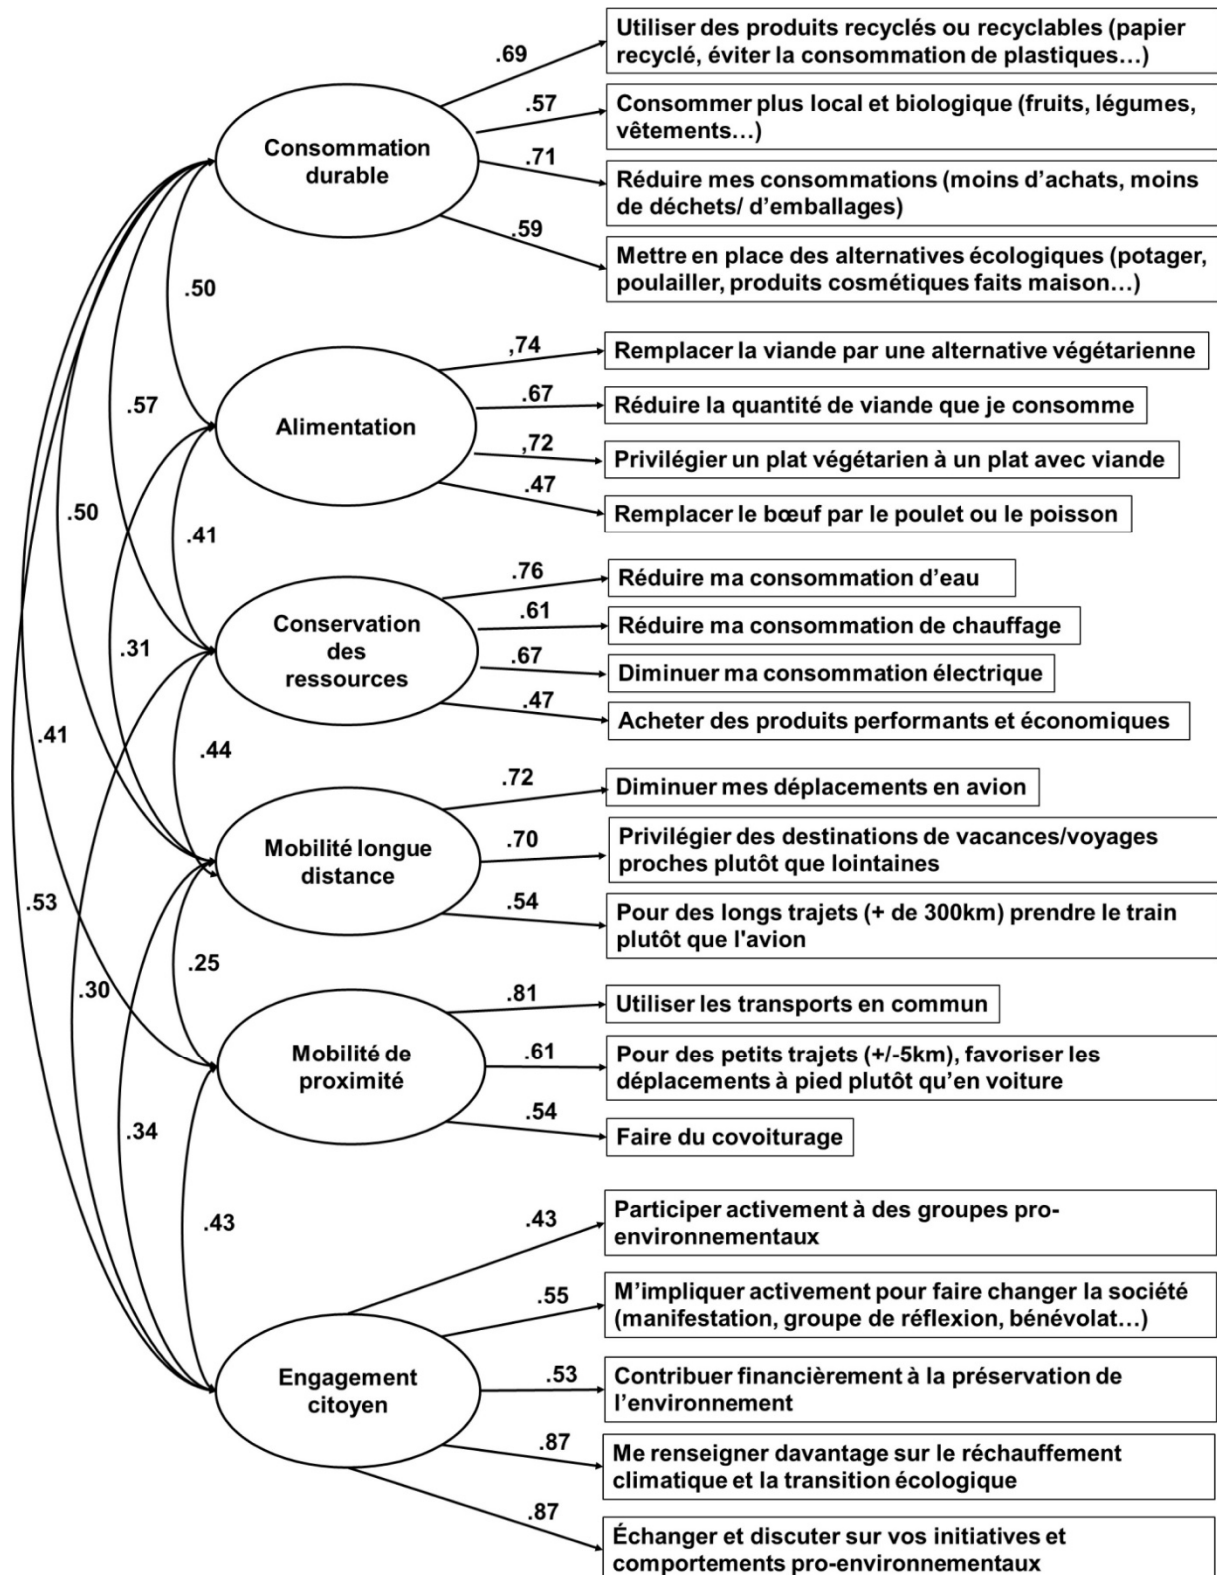 Utiliser des produits recyclés ou recyclables (papier
recyclé, éviter la consommation de plastiques…)
.69
.57
Consommer plus local et biologique (fruits, légumes,
vêtements…)
Consommation
durable
.71
Réduire mes consommations (moins d’achats, moins
de déchets/ d’emballages)
.59
Mettre en place des alternatives écologiques (potager,
poulailler, produits cosmétiques faits maison…)
.50
,74
Remplacer la viande par une alternative végétarienne
.57
.67
Réduire la quantité de viande que je consomme
Alimentation
,72
Privilégier un plat végétarien à un plat avec viande
.47
Remplacer le bœuf par le poulet ou le poisson
.50
.41
.76
Réduire ma consommation d’eau
.61
Réduire ma consommation de chauffage
Conservation
des
ressources
.31
.67
Diminuer ma consommation électrique
.47
Acheter des produits performants et économiques
.41
.44
.72
Diminuer mes déplacements en avion
.70
Privilégier des destinations de vacances/voyages
proches plutôt que lointaines
Mobilité longue
distance
.53
.54
Pour des longs trajets (+ de 300km) prendre le train
plutôt que l'avion
.25
.30
.81
Utiliser les transports en commun
.61
Pour des petits trajets (+/-5km), favoriser les
déplacements à pied plutôt qu’en voiture
Mobilité de
proximité
.34
.54
Faire du covoiturage
.43
.43
Participer activement à des groupes pro-
environnementaux
.55
M’impliquer activement pour faire changer la société
(manifestation, groupe de réflexion, bénévolat…)
Engagement
citoyen
.53
Contribuer financièrement à la préservation de
l’environnement
.87
Me renseigner davantage sur le réchauffement
climatique et la transition écologique
.87
Échanger et discuter sur vos initiatives et
comportements pro-environnementaux